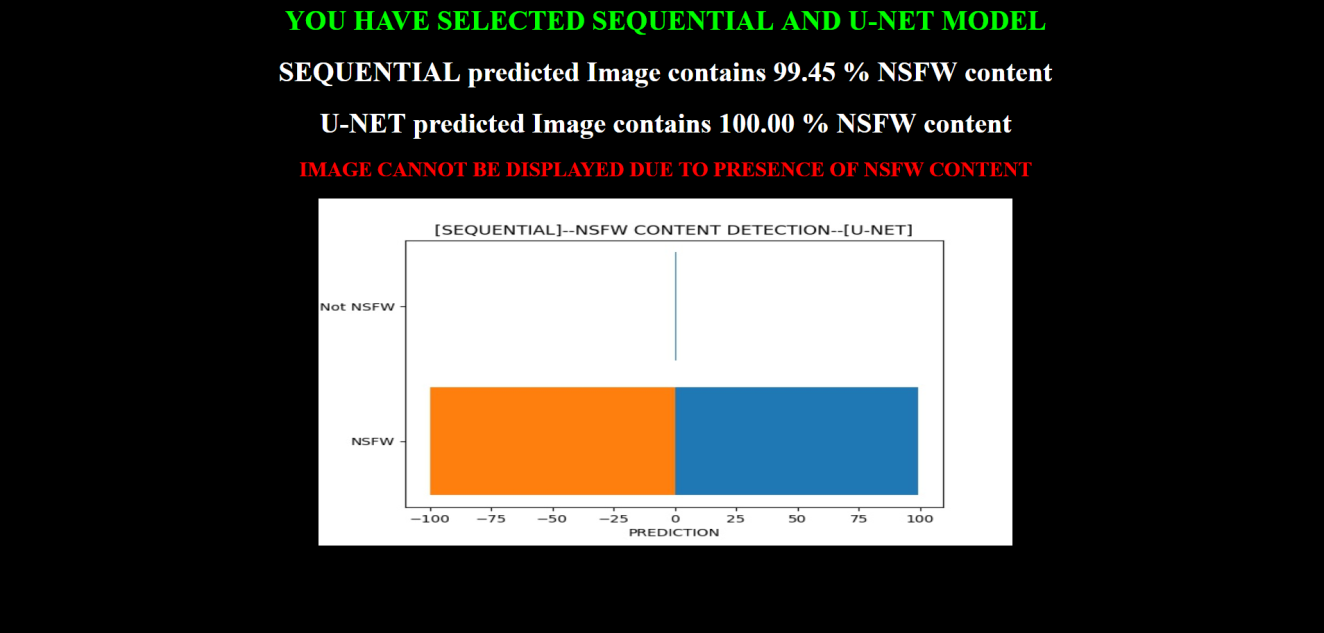 YOU HAVE SELECTED SEQUENTIAL AND U-NET MODEL
SEQUENTIAL predicted Image contains 99.45 % NSFW content
U-NET predicted Image contains 100.00 % NSFW content
IMAGE CANNOT BE DISPLAYED DUE TO PRESENCE OF NSFW CONTENT
[SEQUENTIAL]--NSFW CONTENT DETECTION--[U-NET]
Not NSFW
NSFW
−100 −75 −50 −25 0 25 50 75 100
PREDICTION